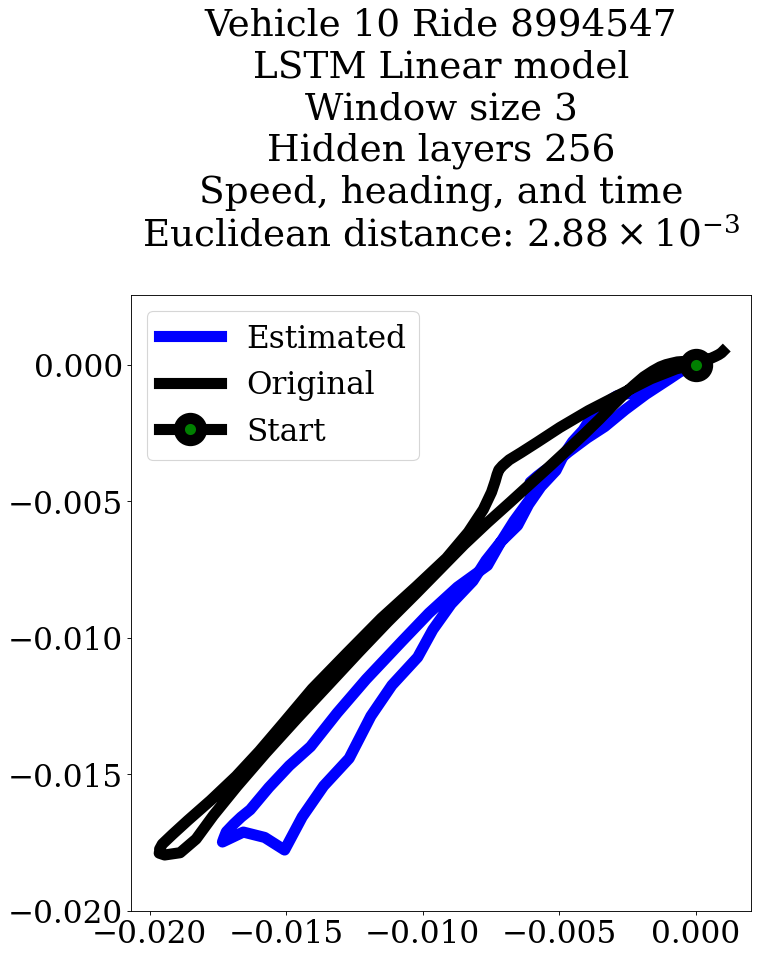 Vehicle 10 Ride 8994547
LSTM Linear model
Window size 3
Hidden layers 256
Speed, heading, and time
Euclidean distance: 2.88 × 10⁻³
Estimated
Original
Start
0.000
−0.005
−0.010
−0.015
−0.020
−0.020 −0.015 −0.010 −0.005 0.000